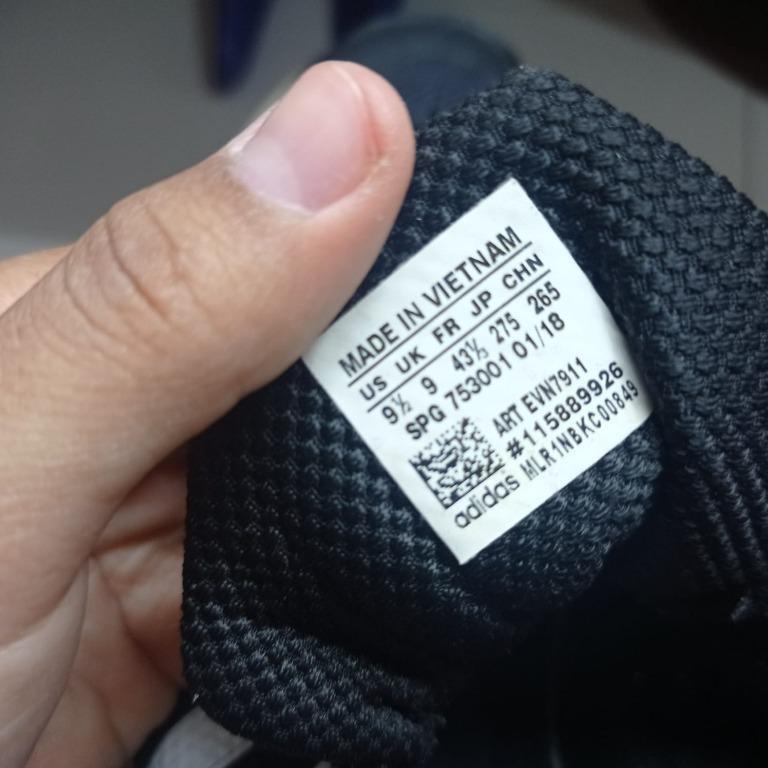 MADE IN VIETNAM
US UK FR JP CHN
9½ 9 43⅓ 275 265
SPG 753001 01/18
ART EVN7911
#115889926
adidas MLR1NBKC00849